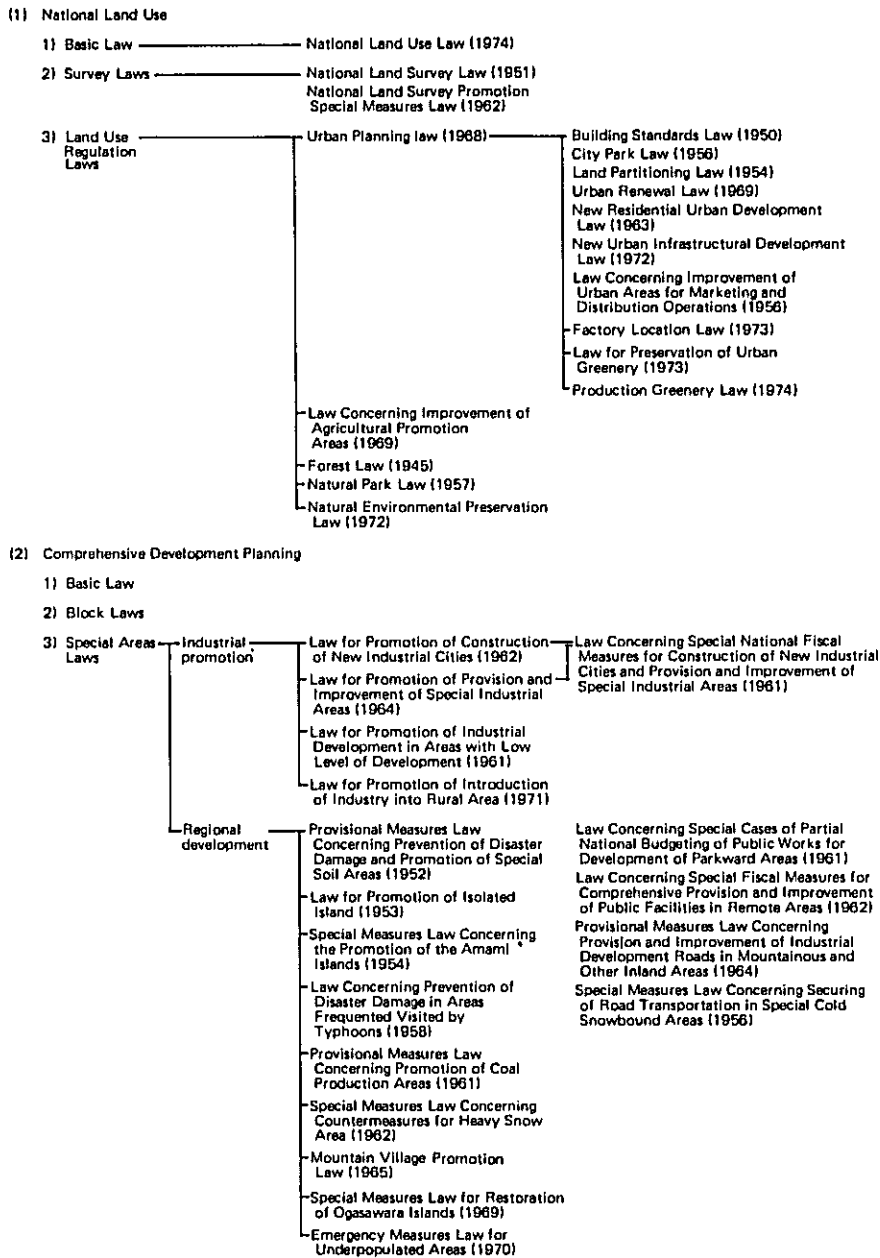 (1) National Land Use
1) Basic Law
National Land Use Law (1974)
2) Survey Laws
National Land Survey Law (1951)
National Land Survey Promotion
Special Measures Law (1962)
3) Land Use
Regulation
Laws
Urban Planning law (1968)
Building Standards Law (1950)
City Park Law (1956)
Land Partitioning Law (1954)
Urban Renewal Law (1969)
New Residential Urban Development
Law (1963)
New Urban Infrastructural Development
Law (1972)
Law Concerning Improvement of
Urban Areas for Marketing and
Distribution Operations (1956)
Factory Location Law (1973)
Law for Preservation of Urban
Greenery (1973)
Production Greenery Law (1974)
Law Concerning Improvement of
Agricultural Promotion
Areas (1969)
Forest Law (1945)
Natural Park Law (1957)
Natural Environmental Preservation
Law (1972)
(2) Comprehensive Development Planning
1) Basic Law
2) Block Laws
3) Special Areas
Laws
Industrial
promotion
Law for Promotion of Construction
of New Industrial Cities (1962)
Law for Promotion of Provision and
Improvement of Special Industrial
Areas (1964)
Law Concerning Special National Fiscal
Measures for Construction of New Industrial
Cities and Provision and Improvement of
Special Industrial Areas (1961)
Law for Promotion of Industrial
Development in Areas with Low
Level of Development (1961)
Law for Promotion of Introduction
of Industry into Rural Area (1971)
Regional
development
Provisional Measures Law
Concerning Prevention of Disaster
Damage and Promotion of Special
Soil Areas (1952)
Law for Promotion of Isolated
Island (1953)
Special Measures Law Concerning
the Promotion of the Amami
Islands (1954)
Law Concerning Prevention of
Disaster Damage in Areas
Frequented Visited by
Typhoons (1958)
Provisional Measures Law
Concerning Promotion of Coal
Production Areas (1961)
Special Measures Law Concerning
Countermeasures for Heavy Snow
Area (1962)
Mountain Village Promotion
Law (1965)
Special Measures Law for Restoration
of Ogasawara Islands (1969)
Emergency Measures Law for
Underpopulated Areas (1970)
Law Concerning Special Cases of Partial
National Budgeting of Public Works for
Development of Parkward Areas (1961)
Law Concerning Special Fiscal Measures for
Comprehensive Provision and Improvement
of Public Facilities in Remote Areas (1962)
Provisional Measures Law Concerning
Provision and Improvement of Industrial
Development Roads in Mountainous and
Other Inland Areas (1964)
Special Measures Law Concerning Securing
of Road Transportation in Special Cold
Snowbound Areas (1956)